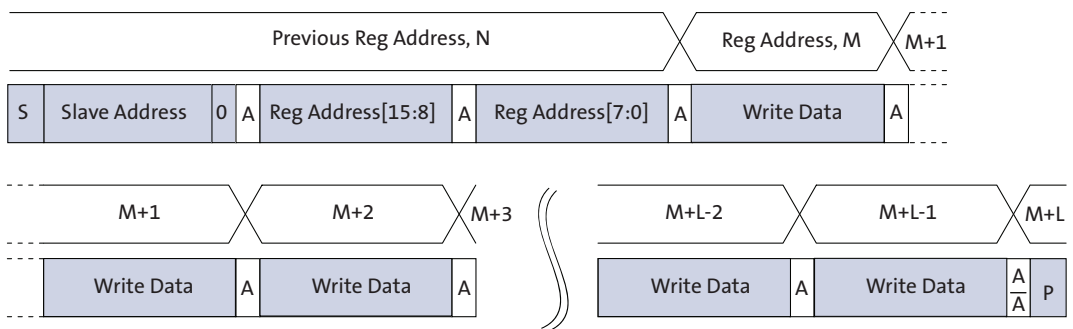 Previous Reg Address, N Reg Address, M M+1
S Slave Address 0 A Reg Address[15:8] A Reg Address[7:0] A Write Data A
M+1 M+2 M+3 M+L-2 M+L-1 M+L
Write Data A Write Data A Write Data A Write Data A/A̅ P